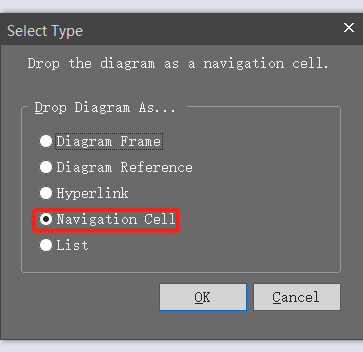 Select Type
Drop the diagram as a navigation cell.
Drop Diagram As...
Diagram Frame
Diagram Reference
Hyperlink
Navigation Cell
List
OK
Cancel